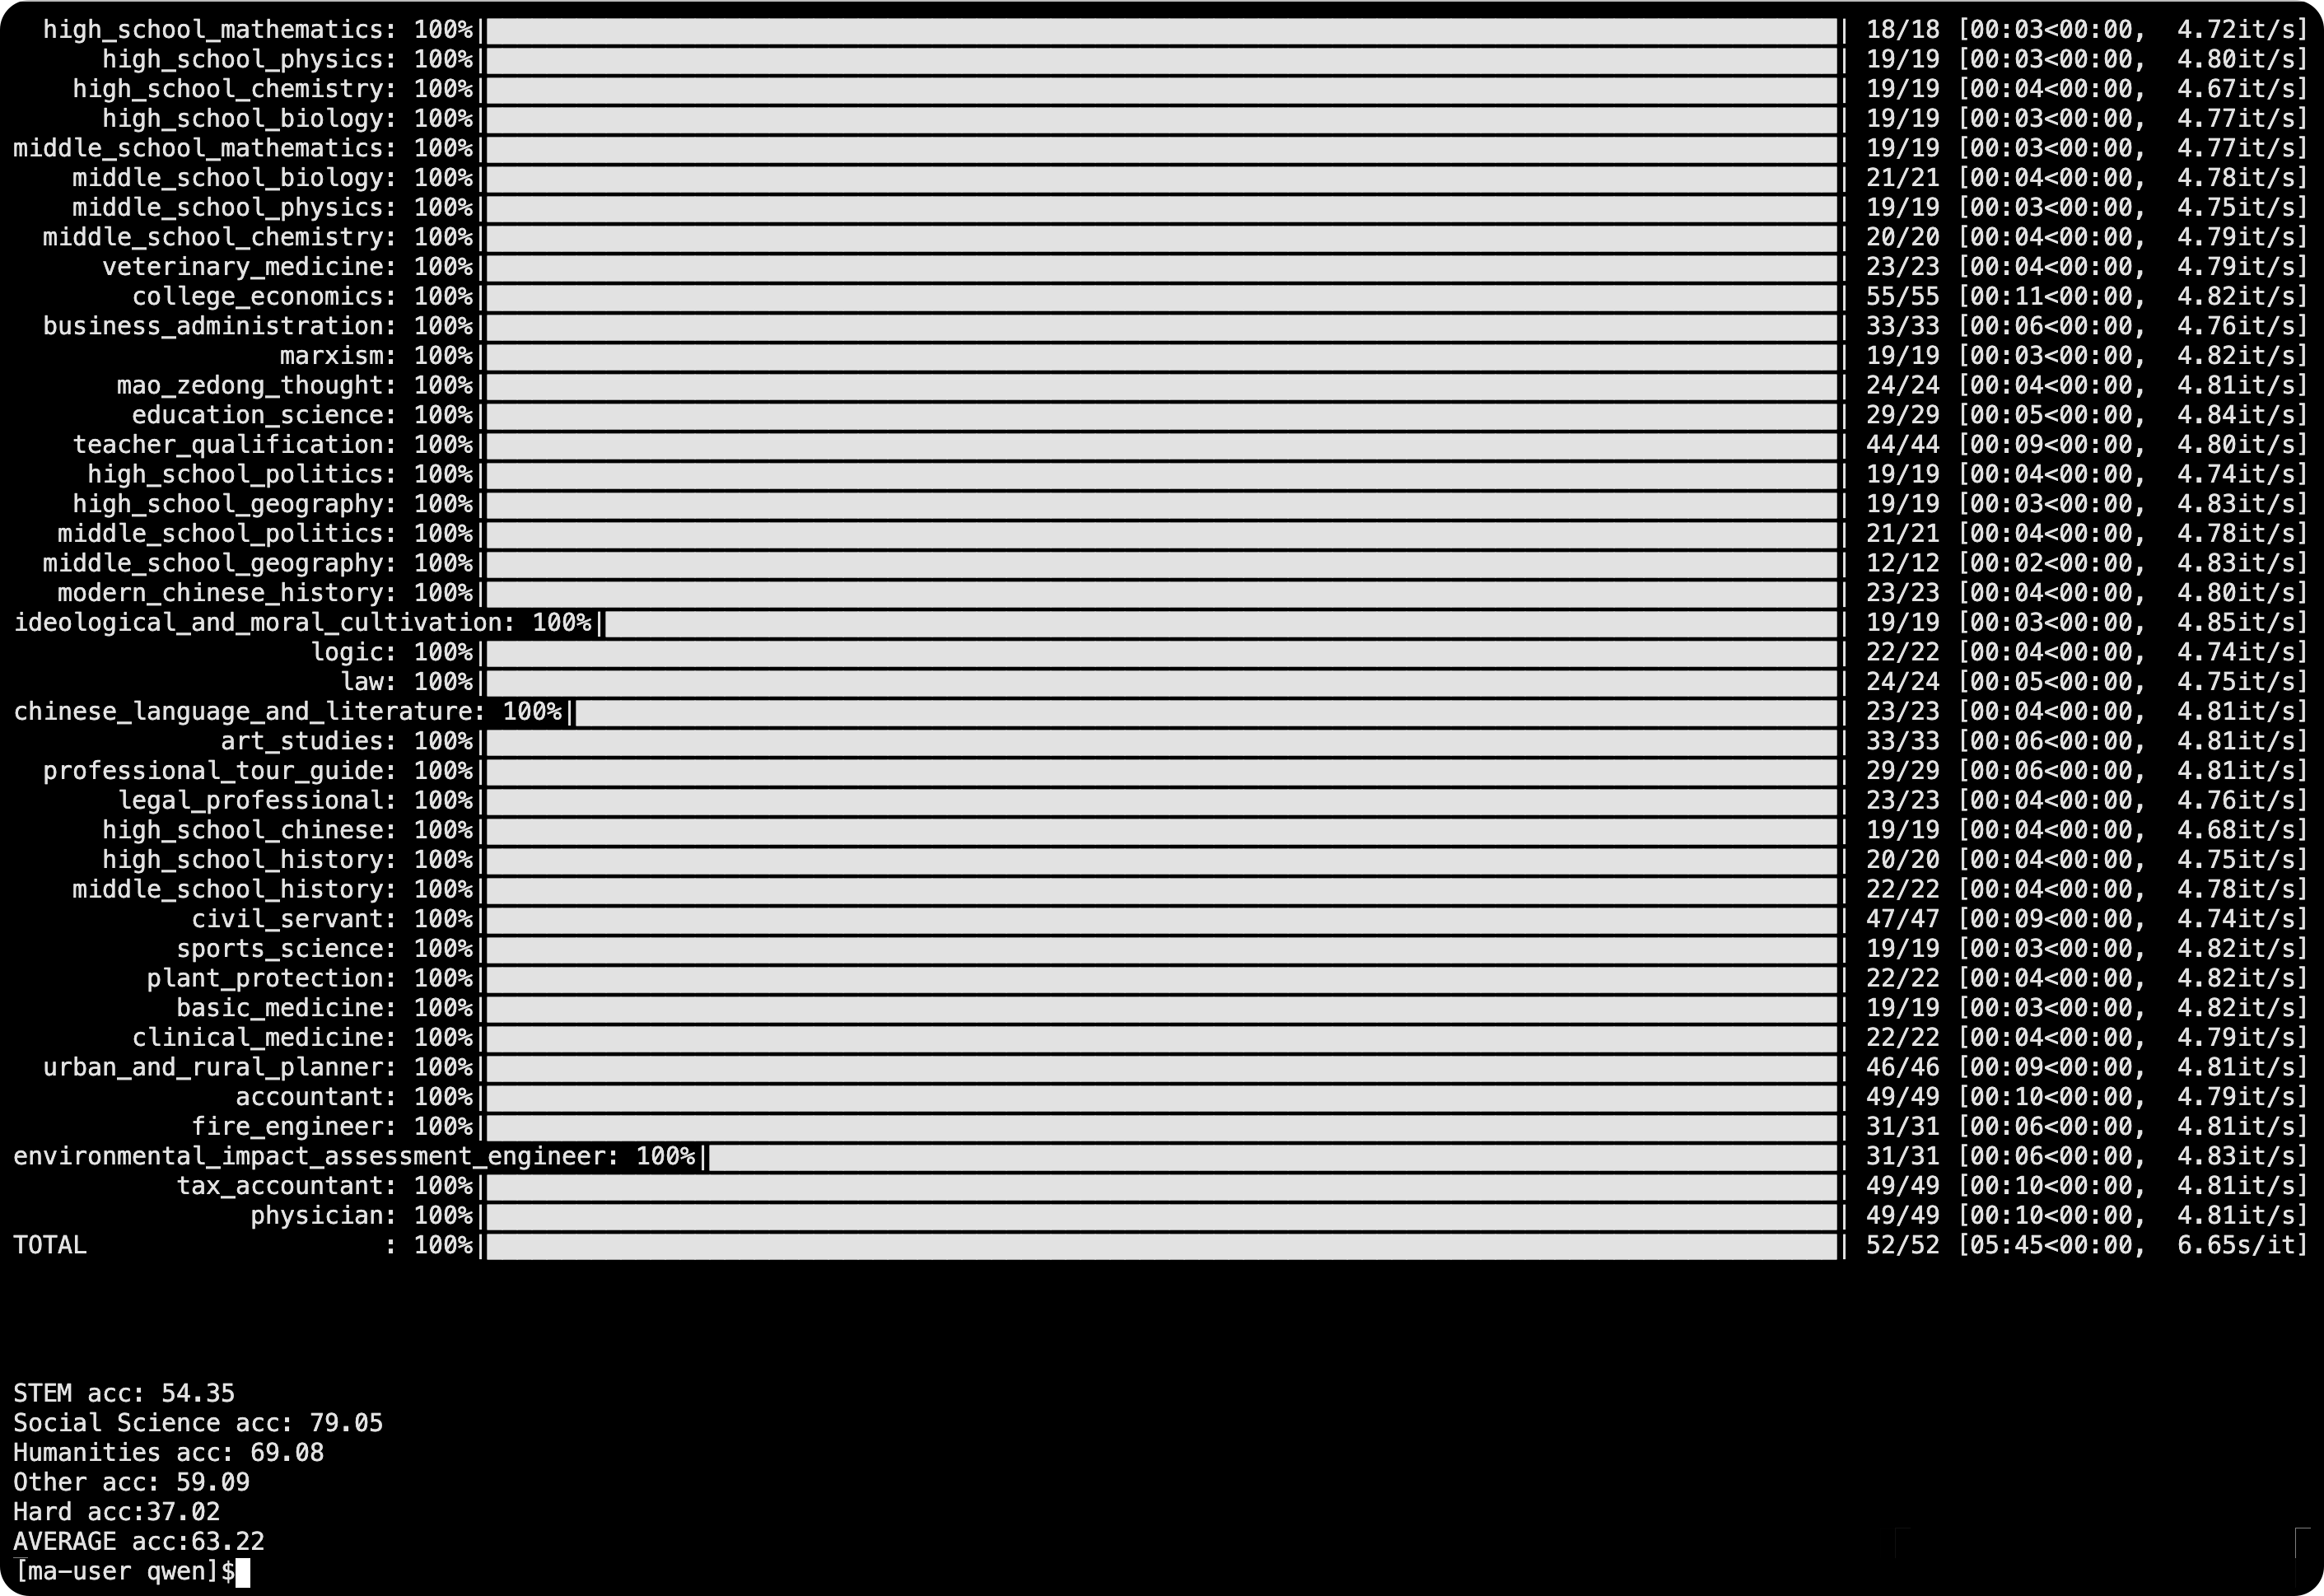 high_school_mathematics: 100%| 18/18 [00:03<00:00,  4.72it/s]
high_school_physics: 100%| 19/19 [00:03<00:00,  4.80it/s]
high_school_chemistry: 100%| 19/19 [00:04<00:00,  4.67it/s]
high_school_biology: 100%| 19/19 [00:03<00:00,  4.77it/s]
middle_school_mathematics: 100%| 19/19 [00:03<00:00,  4.77it/s]
middle_school_biology: 100%| 21/21 [00:04<00:00,  4.78it/s]
middle_school_physics: 100%| 19/19 [00:03<00:00,  4.75it/s]
middle_school_chemistry: 100%| 20/20 [00:04<00:00,  4.79it/s]
veterinary_medicine: 100%| 23/23 [00:04<00:00,  4.79it/s]
college_economics: 100%| 55/55 [00:11<00:00,  4.82it/s]
business_administration: 100%| 33/33 [00:06<00:00,  4.76it/s]
marxism: 100%| 19/19 [00:03<00:00,  4.82it/s]
mao_zedong_thought: 100%| 24/24 [00:04<00:00,  4.81it/s]
education_science: 100%| 29/29 [00:05<00:00,  4.84it/s]
teacher_qualification: 100%| 44/44 [00:09<00:00,  4.80it/s]
high_school_politics: 100%| 19/19 [00:04<00:00,  4.74it/s]
high_school_geography: 100%| 19/19 [00:03<00:00,  4.83it/s]
middle_school_politics: 100%| 21/21 [00:04<00:00,  4.78it/s]
middle_school_geography: 100%| 12/12 [00:02<00:00,  4.83it/s]
modern_chinese_history: 100%| 23/23 [00:04<00:00,  4.80it/s]
ideological_and_moral_cultivation: 100%| 19/19 [00:03<00:00,  4.85it/s]
logic: 100%| 22/22 [00:04<00:00,  4.74it/s]
law: 100%| 24/24 [00:05<00:00,  4.75it/s]
chinese_language_and_literature: 100%| 23/23 [00:04<00:00,  4.81it/s]
art_studies: 100%| 33/33 [00:06<00:00,  4.81it/s]
professional_tour_guide: 100%| 29/29 [00:06<00:00,  4.81it/s]
legal_professional: 100%| 23/23 [00:04<00:00,  4.76it/s]
high_school_chinese: 100%| 19/19 [00:04<00:00,  4.68it/s]
high_school_history: 100%| 20/20 [00:04<00:00,  4.75it/s]
middle_school_history: 100%| 22/22 [00:04<00:00,  4.78it/s]
civil_servant: 100%| 47/47 [00:09<00:00,  4.74it/s]
sports_science: 100%| 19/19 [00:03<00:00,  4.82it/s]
plant_protection: 100%| 22/22 [00:04<00:00,  4.82it/s]
basic_medicine: 100%| 19/19 [00:03<00:00,  4.82it/s]
clinical_medicine: 100%| 22/22 [00:04<00:00,  4.79it/s]
urban_and_rural_planner: 100%| 46/46 [00:09<00:00,  4.81it/s]
accountant: 100%| 49/49 [00:10<00:00,  4.79it/s]
fire_engineer: 100%| 31/31 [00:06<00:00,  4.81it/s]
environmental_impact_assessment_engineer: 100%| 31/31 [00:06<00:00,  4.83it/s]
tax_accountant: 100%| 49/49 [00:10<00:00,  4.81it/s]
physician: 100%| 49/49 [00:10<00:00,  4.81it/s]
TOTAL : 100%| 52/52 [05:45<00:00,  6.65s/it]
STEM acc: 54.35
Social Science acc: 79.05
Humanities acc: 69.08
Other acc: 59.09
Hard acc:37.02
AVERAGE acc:63.22
[ma-user qwen]$